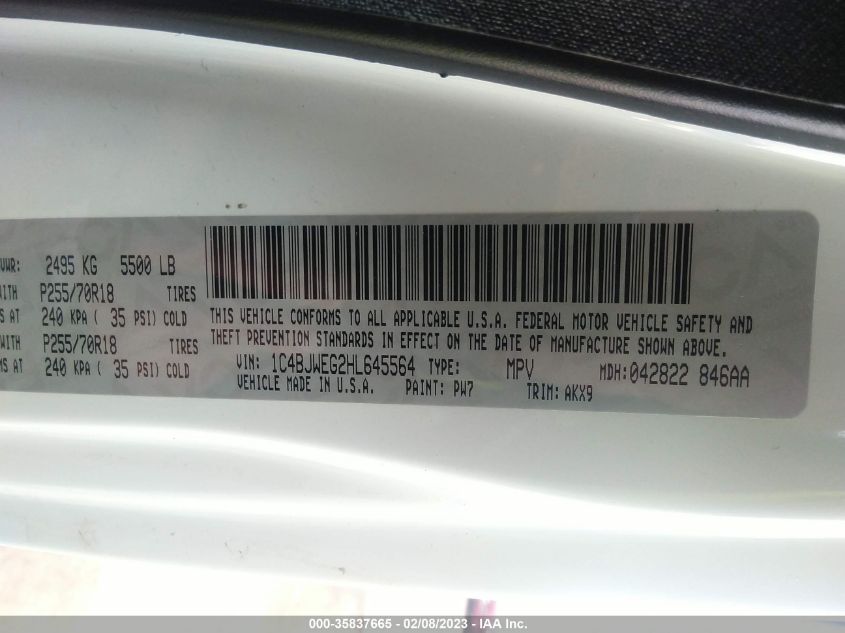 VWR: 2495 KG 5500 LB
WITH P255/70R18 TIRES
S AT 240 KPA ( 35 PSI) COLD
WITH P255/70R18 TIRES
MS AT 240 KPA ( 35 PSI) COLD
THIS VEHICLE CONFORMS TO ALL APPLICABLE U.S.A. FEDERAL MOTOR VEHICLE SAFETY AND
THEFT PREVENTION STANDARDS IN EFFECT ON THE DATE OF MANUFACTURE SHOWN ABOVE.
VIN: 1C4BJWEG2HL645564 TYPE: MPV MDH:042822 846AA
VEHICLE MADE IN U.S.A. PAINT: PW7 TRIM: AKX9
000-35837665 - 02/08/2023 - © IAA Inc.